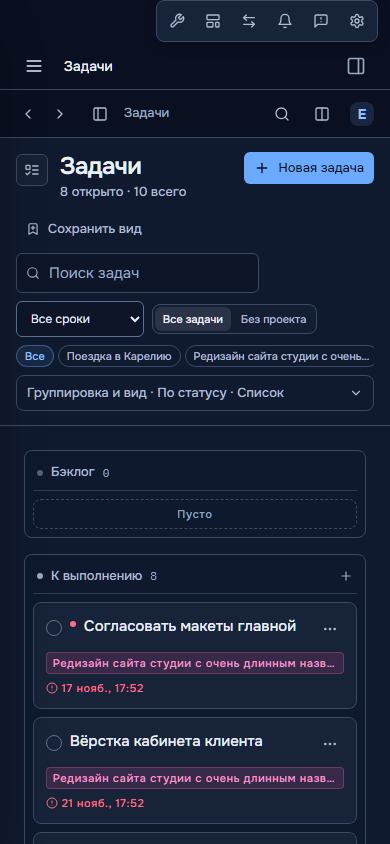 Задачи
Задачи
E
Задачи
8 открыто · 10 всего
Новая задача
Сохранить вид
Поиск задач
Все сроки
Все задачи
Без проекта
Все
Поездка в Карелию
Редизайн сайта студии с очень…
Группировка и вид · По статусу · Список
Бэклог 0
Пусто
К выполнению 8
Согласовать макеты главной
Редизайн сайта студии с очень длинным назв…
17 нояб., 17:52
Вёрстка кабинета клиента
Редизайн сайта студии с очень длинным назв…
21 нояб., 17:52